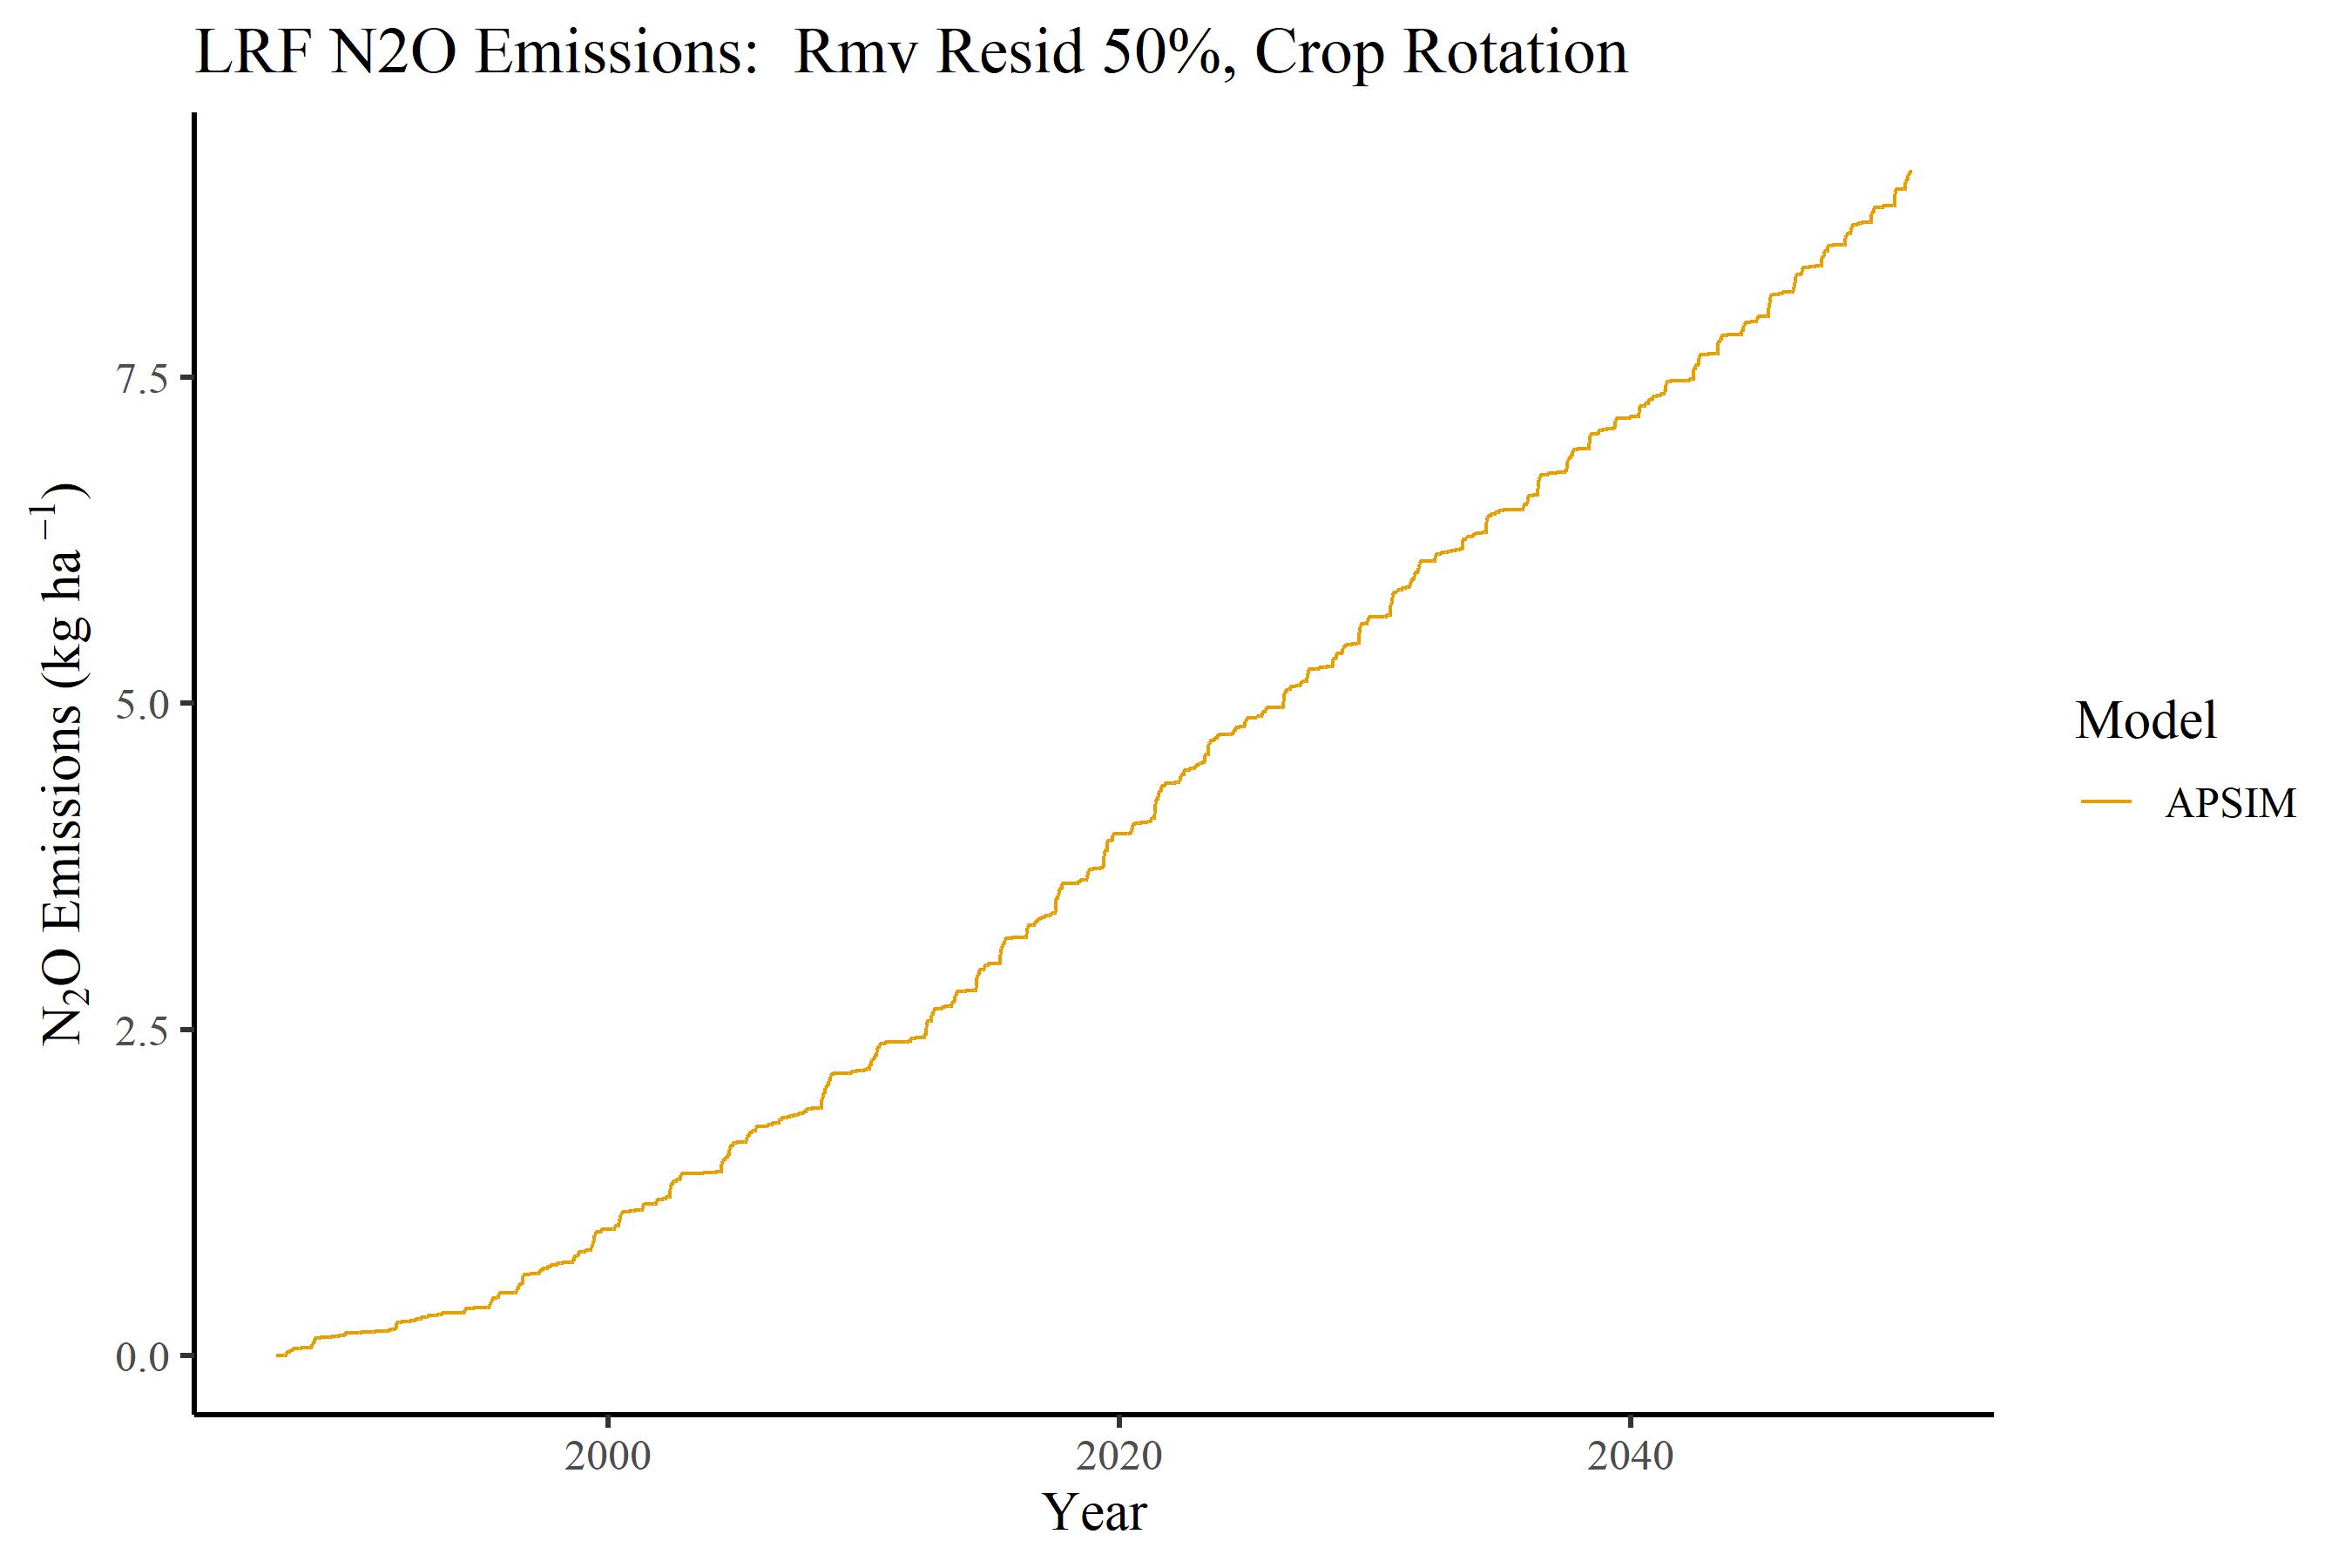 LRF N2O Emissions:  Rmv Resid 50%, Crop Rotation
N₂O Emissions (kg ha⁻¹)
7.5
5.0
2.5
0.0
2000 2020 2040
Year
Model
APSIM